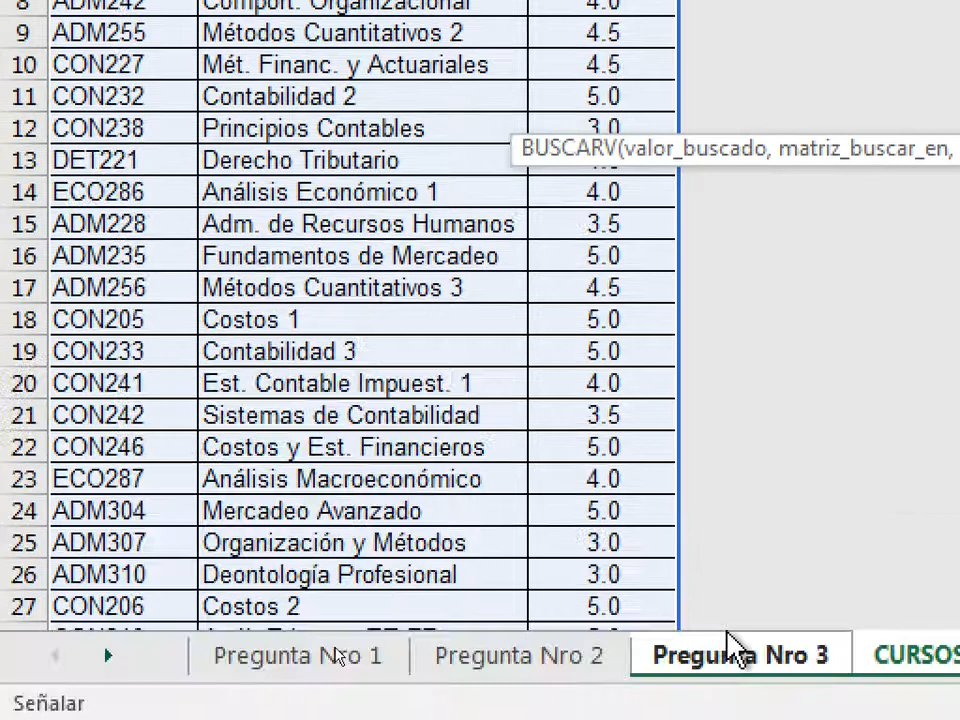 8 ADM242 Comport. Organizacional 4.0
9 ADM255 Métodos Cuantitativos 2 4.5
10 CON227 Mét. Financ. y Actuariales 4.5
11 CON232 Contabilidad 2 5.0
12 CON238 Principios Contables 3.0
BUSCARV(valor_buscado, matriz_buscar_en,
13 DET221 Derecho Tributario
14 ECO286 Análisis Económico 1 4.0
15 ADM228 Adm. de Recursos Humanos 3.5
16 ADM235 Fundamentos de Mercadeo 5.0
17 ADM256 Métodos Cuantitativos 3 4.5
18 CON205 Costos 1 5.0
19 CON233 Contabilidad 3 5.0
20 CON241 Est. Contable Impuest. 1 4.0
21 CON242 Sistemas de Contabilidad 3.5
22 CON246 Costos y Est. Financieros 5.0
23 ECO287 Análisis Macroeconómico 4.0
24 ADM304 Mercadeo Avanzado 5.0
25 ADM307 Organización y Métodos 3.0
26 ADM310 Deontología Profesional 3.0
27 CON206 Costos 2 5.0
Pregunta Nro 1 Pregunta Nro 2 Pregunta Nro 3 CURSOS
Señalar